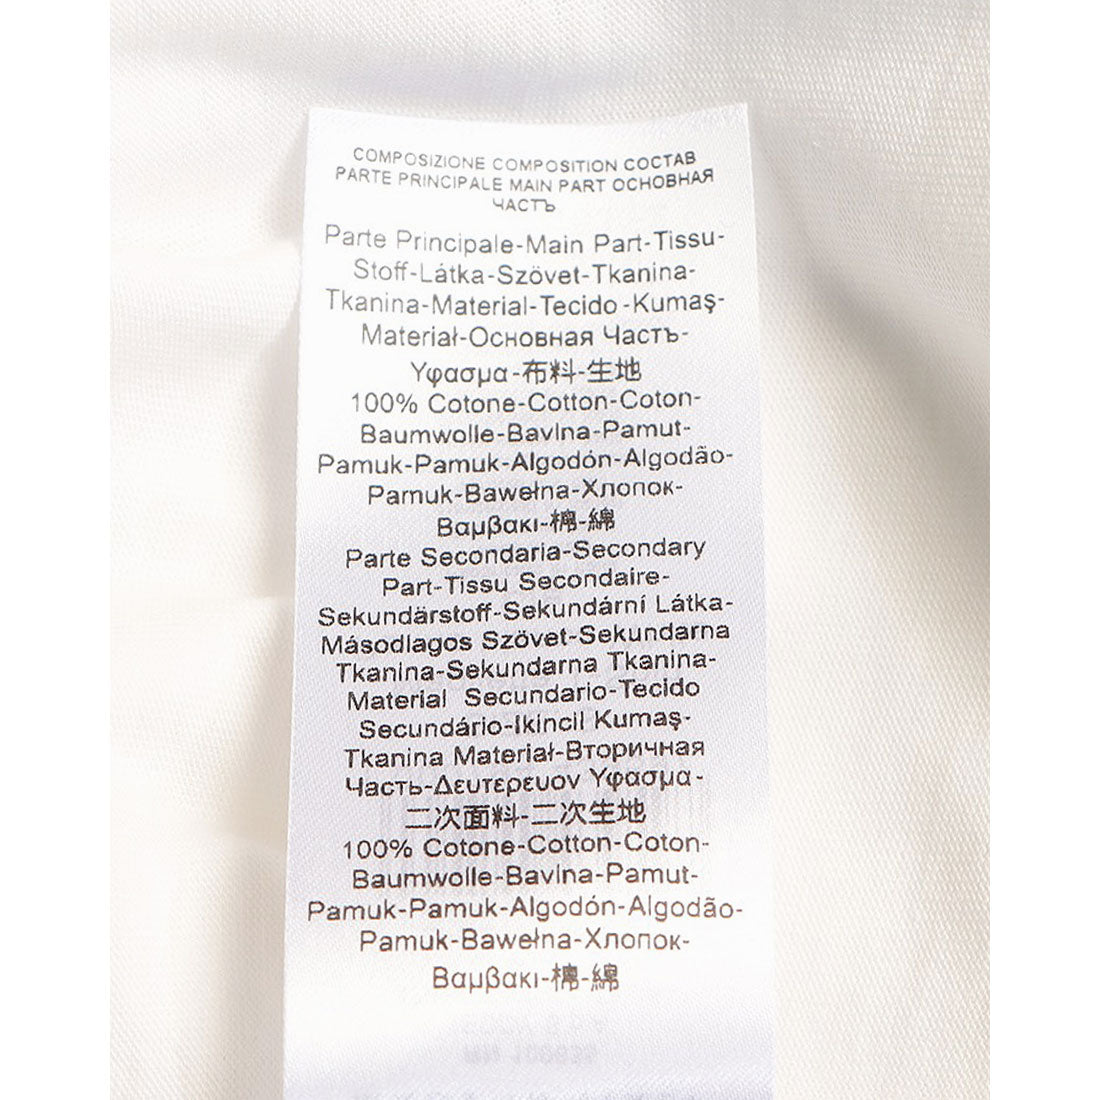 COMPOSIZIONE COMPOSITION СОСТАВ
PARTE PRINCIPALE MAIN PART ОСНОВНАЯ
ЧАСТЪ
Parte Principale-Main Part-Tissu-
Stoff-Látka-Szövet-Tkanina-
Tkanina-Material-Tecido-Kumaş-
Materiał-Основная Часть-
Υφασμα-布料-生地
100% Cotone-Cotton-Coton-
Baumwolle-Bavlna-Pamut-
Pamuk-Pamuk-Algodón-Algodão-
Pamuk-Bawełna-Хлопок-
Βαμβακι-棉-綿
Parte Secondaria-Secondary
Part-Tissu Secondaire-
Sekundärstoff-Sekundární Látka-
Másodlagos Szövet-Sekundarna
Tkanina-Sekundarna Tkanina-
Material Secundario-Tecido
Secundário-Ikincil Kumaş-
Tkanina Materiał-Вторичная
Часть-Δευτερευον Υφασμα-
二次面料-二次生地
100% Cotone-Cotton-Coton-
Baumwolle-Bavlna-Pamut-
Pamuk-Pamuk-Algodón-Algodão-
Pamuk-Bawełna-Хлопок-
Βαμβακι-棉-綿